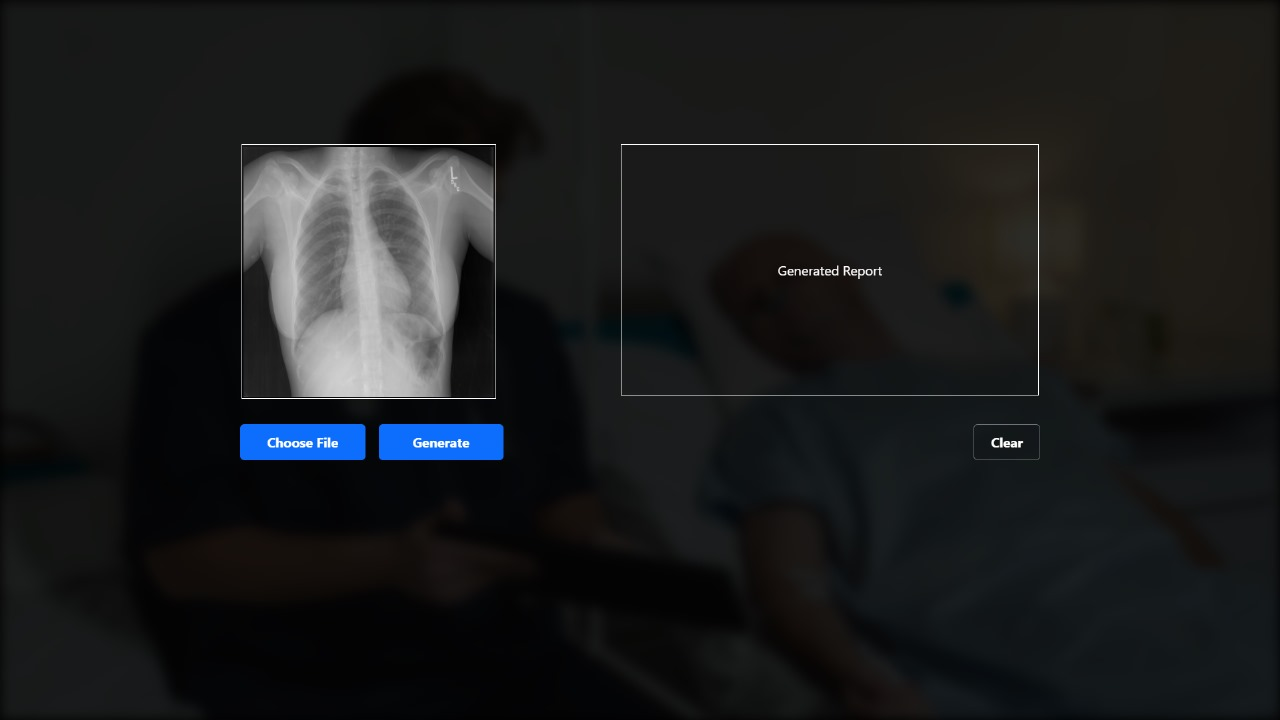 L
Generated Report
Choose File
Generate
Clear